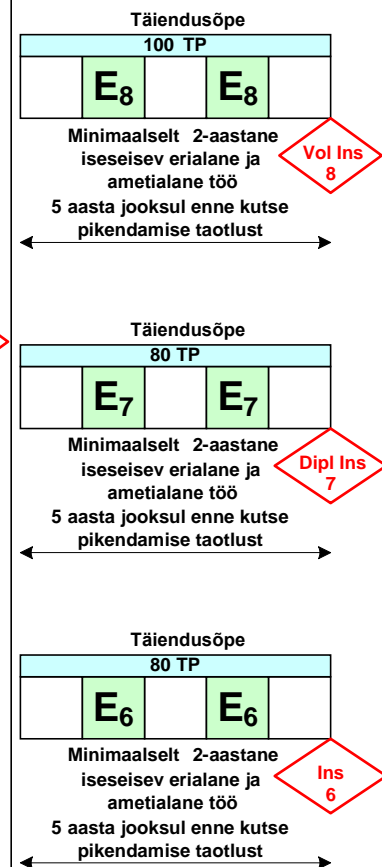 Täiendusõpe
100 TP
E8 E8
Minimaalselt 2-aastane
iseseisev erialane ja
ametialane töö
5 aasta jooksul enne kutse
pikendamise taotlust
Vol Ins
8
Täiendusõpe
80 TP
E7 E7
Minimaalselt 2-aastane
iseseisev erialane ja
ametialane töö
5 aasta jooksul enne kutse
pikendamise taotlust
Dipl Ins
7
Täiendusõpe
80 TP
E6 E6
Minimaalselt 2-aastane
iseseisev erialane ja
ametialane töö
5 aasta jooksul enne kutse
pikendamise taotlust
Ins
6